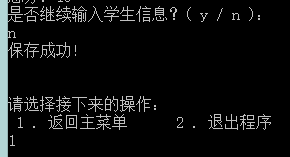 是否继续输入学生信息?( y / n ):
n
保存成功!
请选择接下来的操作:
1 . 返回主菜单 2 . 退出程序
1